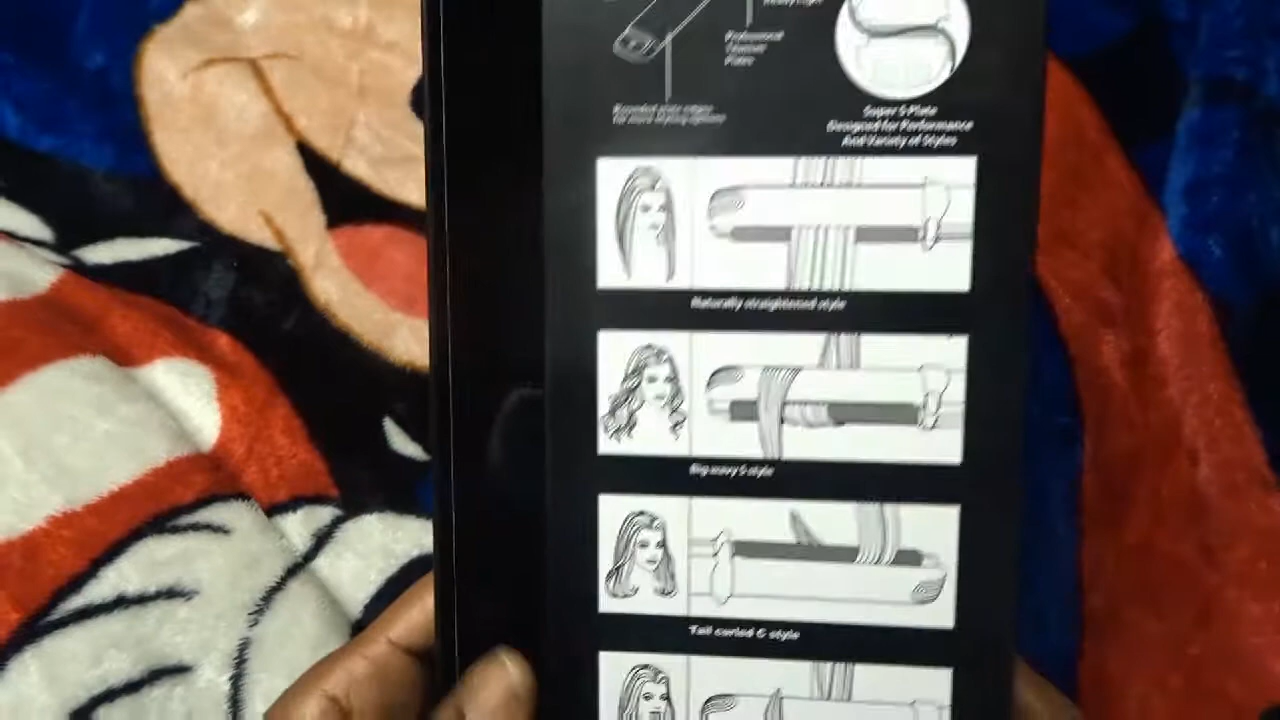 Professional
Titanium
Plates
Rounded plate edges
for more styling options
Super S Plate
Designed for Performance
And Variety of Styles
Naturally straightened style
Big wavy S style
Tail curled C style